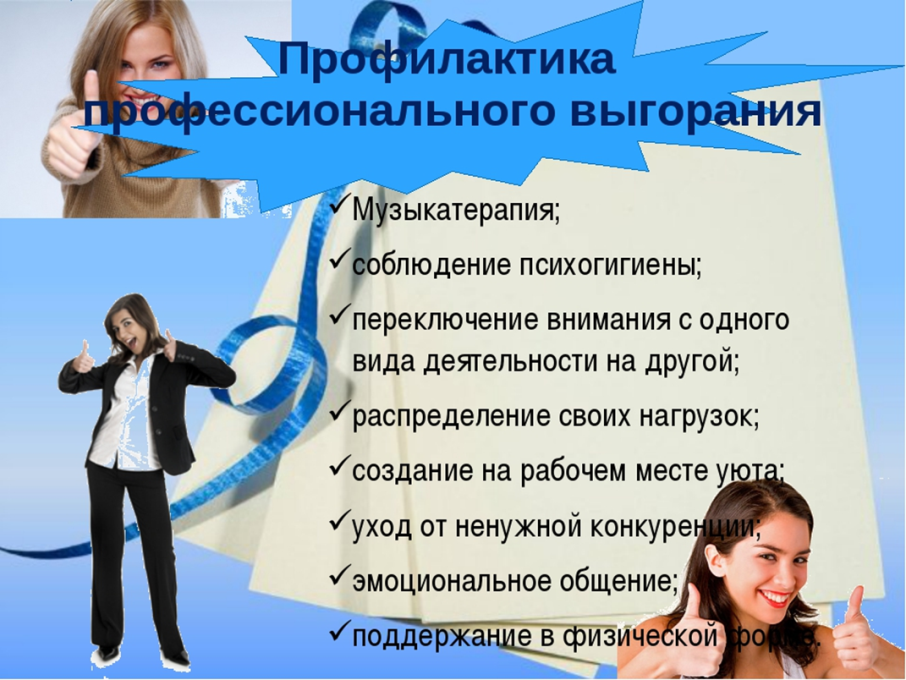 Профилактика
профессионального выгорания
✓Музыкатерапия;
✓соблюдение психогигиены;
✓переключение внимания с одного
вида деятельности на другой;
✓распределение своих нагрузок;
✓создание на рабочем месте уюта;
✓уход от ненужной конкуренции;
✓эмоциональное общение;
✓поддержание в физической форме.